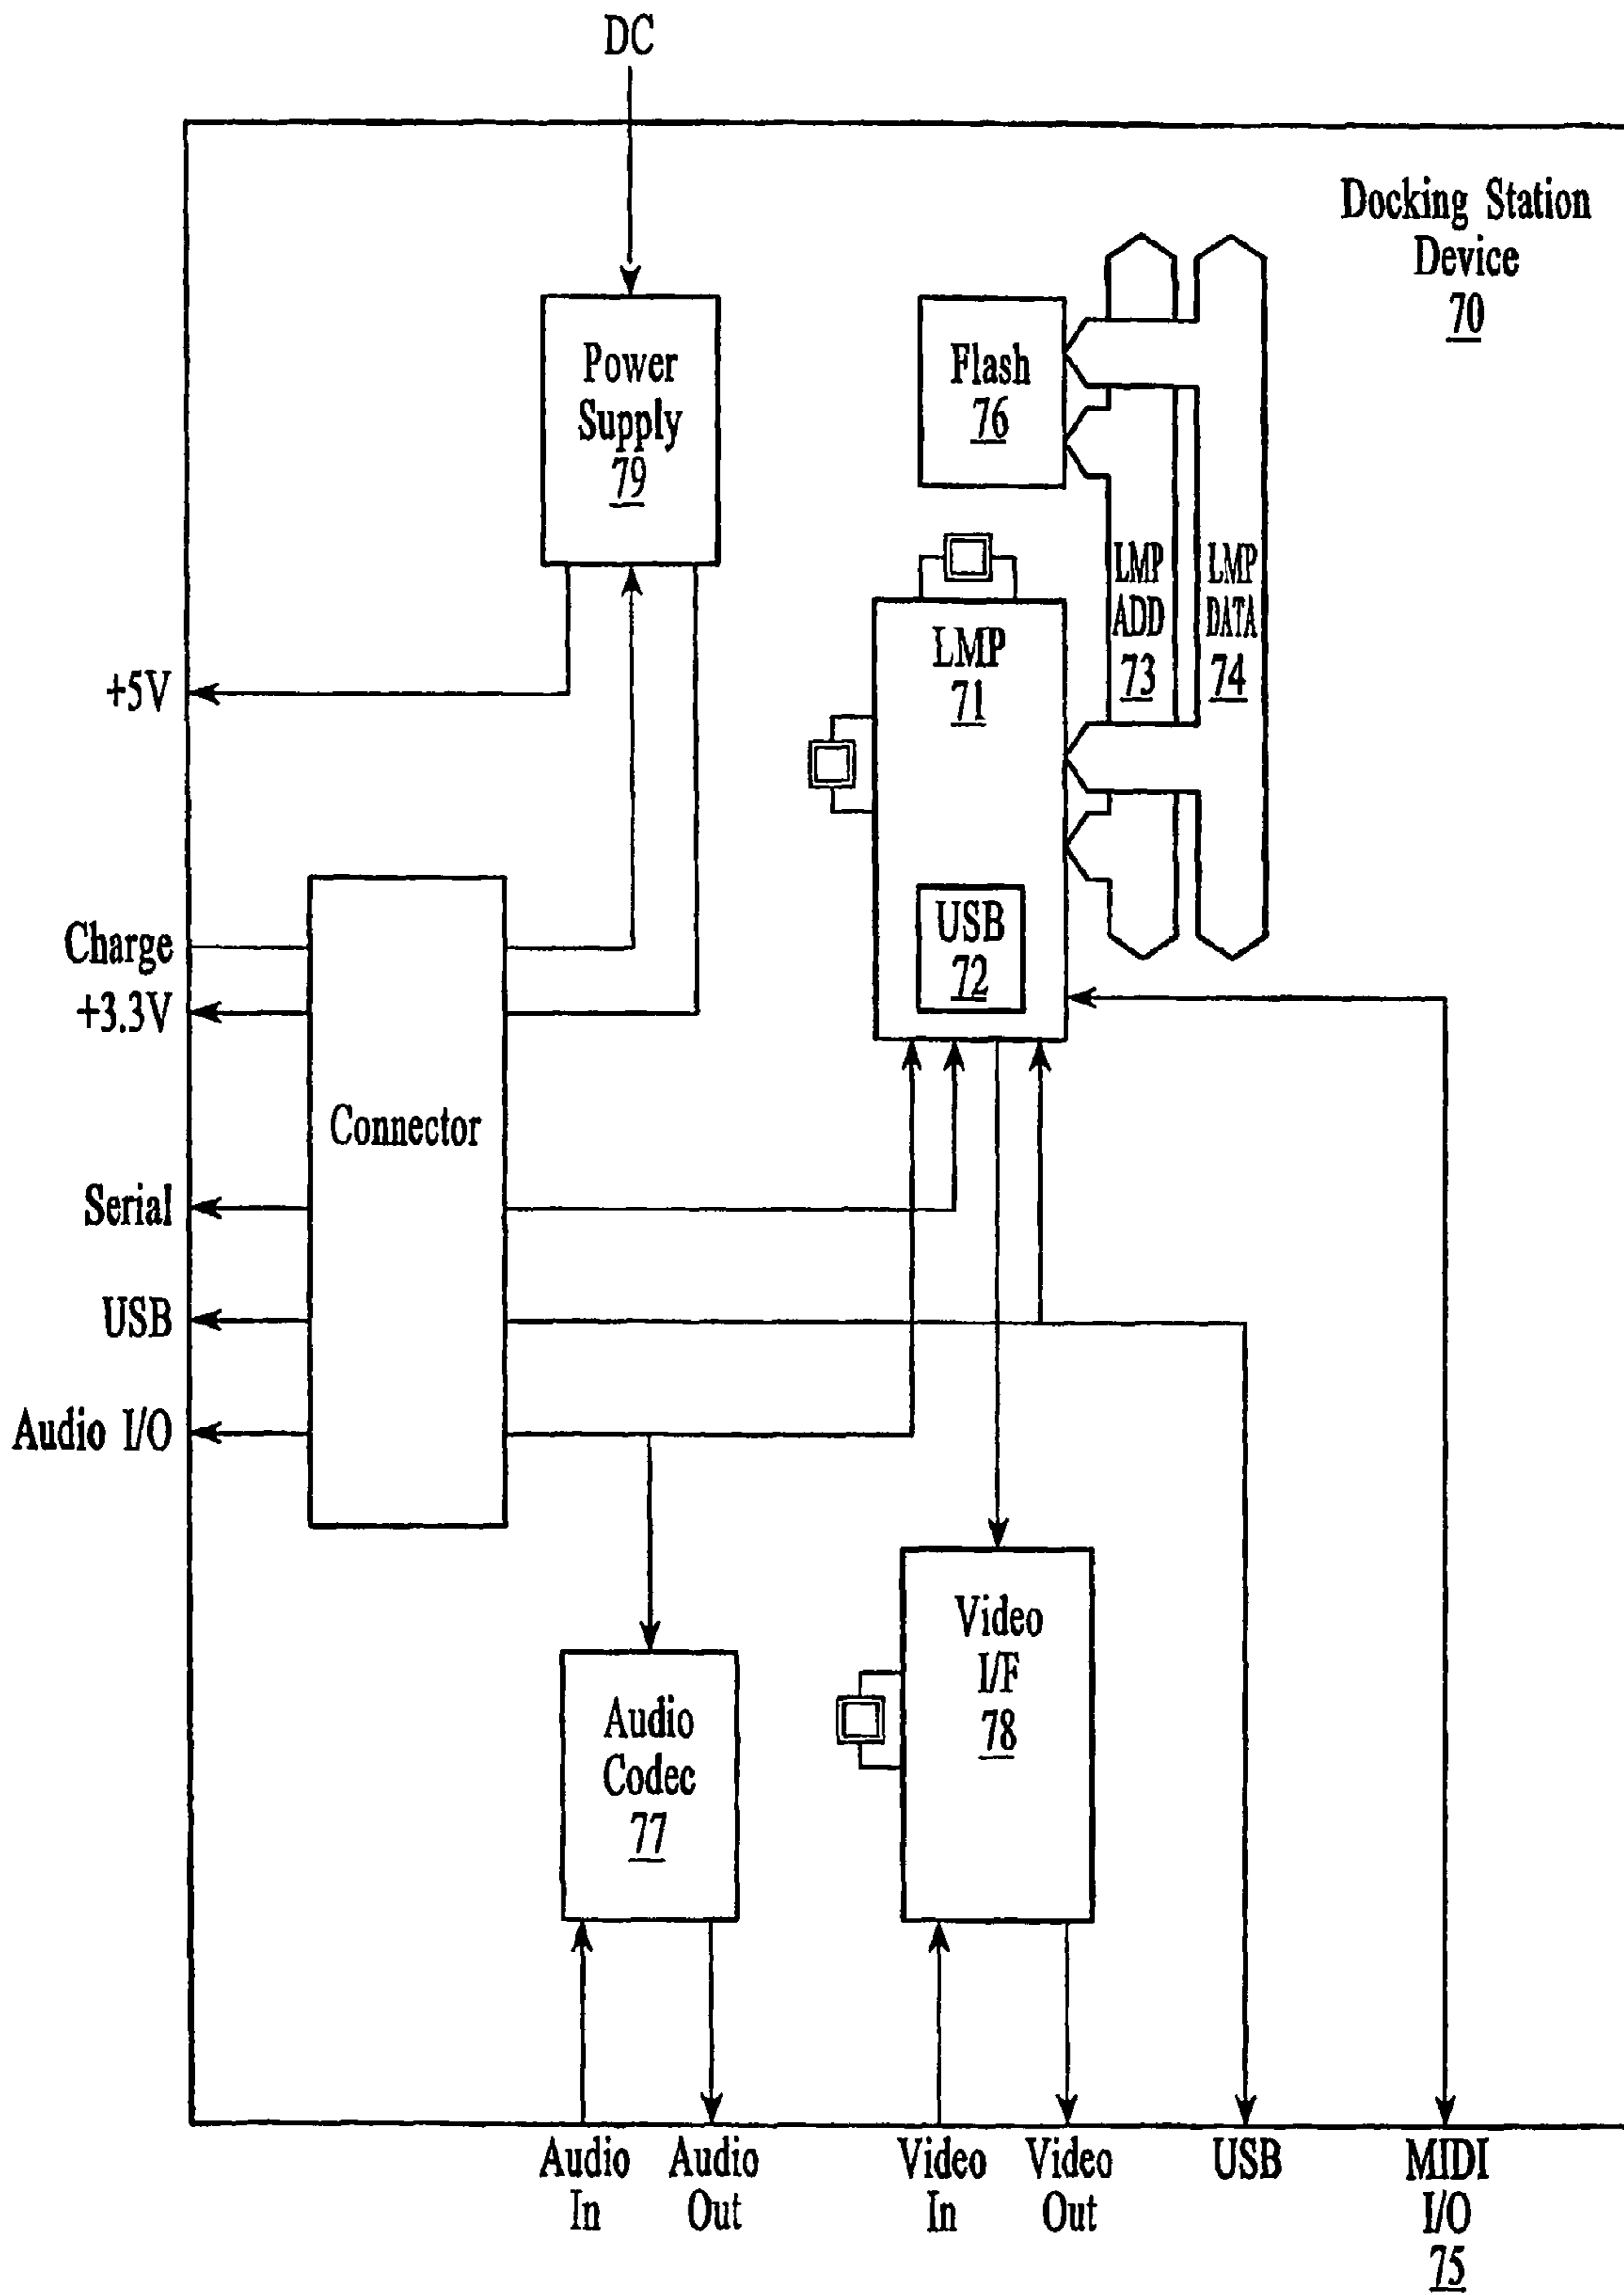 DC
Docking Station
Device
70
Power
Supply
79
Flash
76
LMP
ADD
73
LMP
DATA
74
LMP
71
USB
72
+5V
Charge
+3.3V
Connector
Serial
USB
Audio I/O
Video
I/F
78
Audio
Codec
77
Audio
In
Audio
Out
Video
In
Video
Out
USB
MIDI
I/O
75